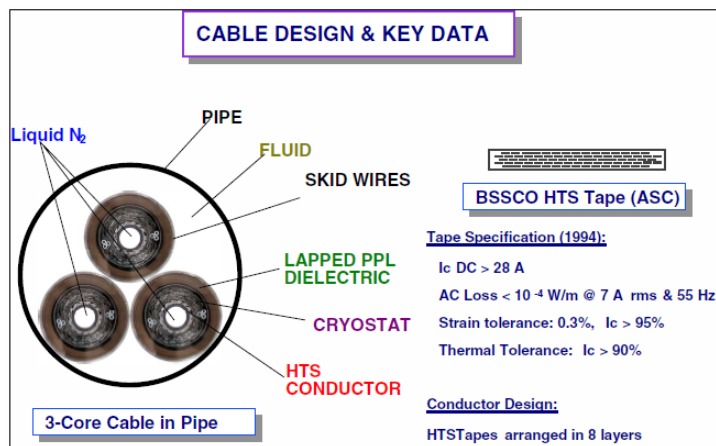 CABLE DESIGN & KEY DATA
PIPE
Liquid N2
FLUID
SKID WIRES
LAPPED PPL
DIELECTRIC
CRYOSTAT
HTS
CONDUCTOR
3-Core Cable in Pipe
BSSCO HTS Tape (ASC)
Tape Specification (1994):
Ic DC > 28 A
AC Loss < 10 -4 W/m @ 7 A rms & 55 Hz
Strain tolerance: 0.3%, Ic > 95%
Thermal Tolerance: Ic > 90%
Conductor Design:
HTSTapes arranged in 8 layers